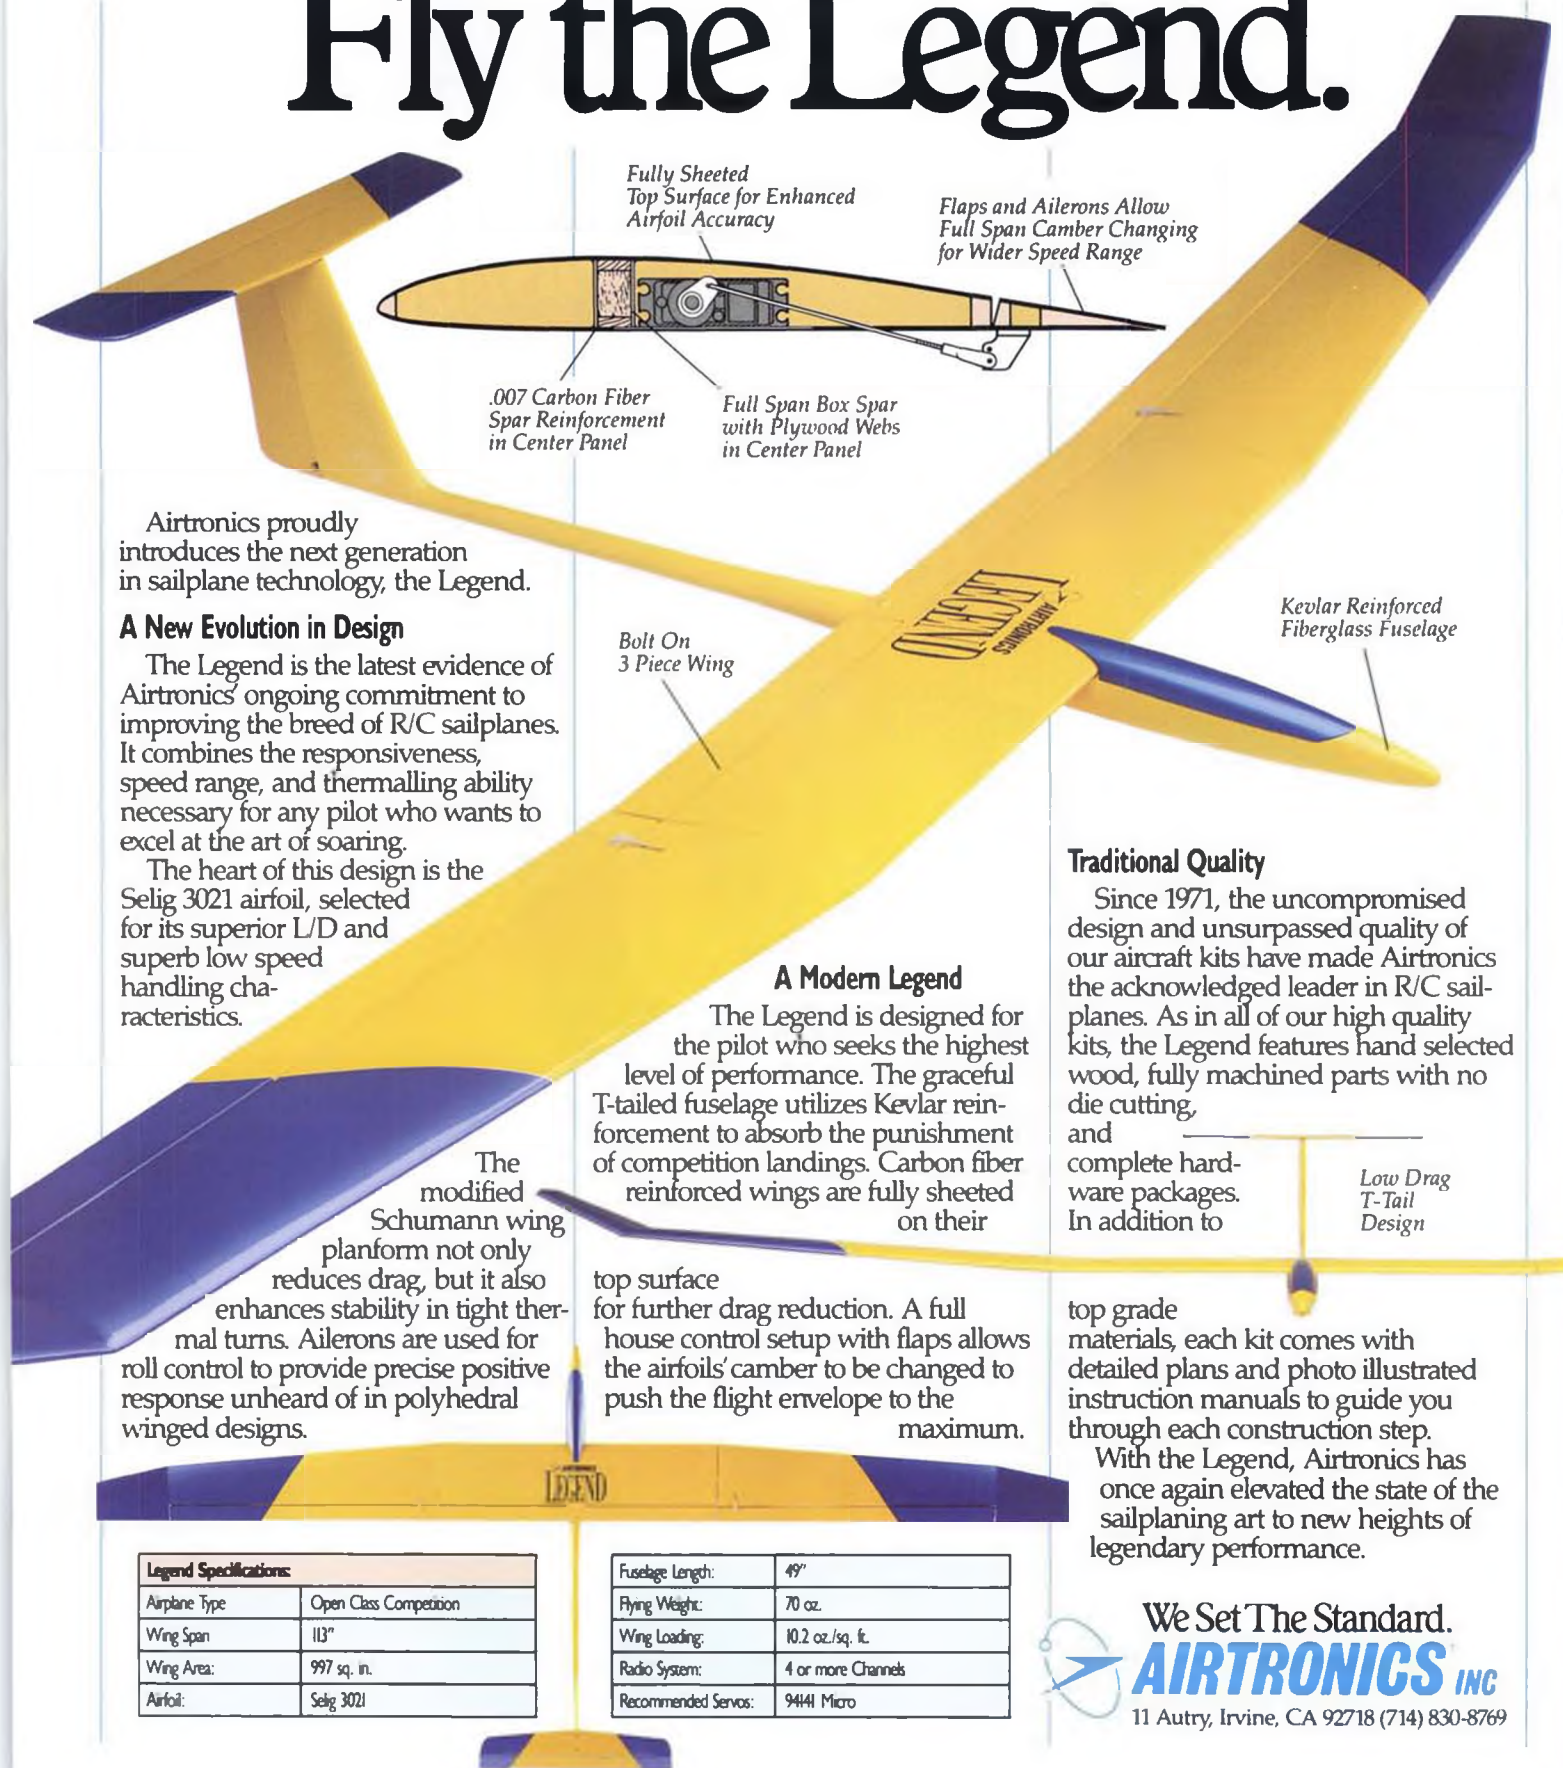 Fly the Legend.
Fully Sheeted
Top Surface for Enhanced
Airfoil Accuracy
Flaps and Ailerons Allow
Full Span Camber Changing
for Wider Speed Range
.007 Carbon Fiber
Spar Reinforcement
in Center Panel
Full Span Box Spar
with Plywood Webs
in Center Panel
Airtronics proudly
introduces the next generation
in sailplane technology, the Legend.
A New Evolution in Design
The Legend is the latest evidence of
Airtronics' ongoing commitment to
improving the breed of R/C sailplanes.
It combines the responsiveness,
speed range, and thermalling ability
necessary for any pilot who wants to
excel at the art of soaring.
The heart of this design is the
Selig 3021 airfoil, selected
for its superior L/D and
superb low speed
handling cha-
racteristics.
The
modified
Schumann wing
planform not only
reduces drag, but it also
enhances stability in tight ther-
mal turns. Ailerons are used for
roll control to provide precise positive
response unheard of in polyhedral
winged designs.
Bolt On
3 Piece Wing
LEGEND
AIRTRONICS
Kevlar Reinforced
Fiberglass Fuselage
A Modern Legend
The Legend is designed for
the pilot who seeks the highest
level of performance. The graceful
T-tailed fuselage utilizes Kevlar rein-
forcement to absorb the punishment
of competition landings. Carbon fiber
reinforced wings are fully sheeted
on their
top surface
for further drag reduction. A full
house control setup with flaps allows
the airfoils' camber to be changed to
push the flight envelope to the
maximum.
Traditional Quality
Since 1971, the uncompromised
design and unsurpassed quality of
our aircraft kits have made Airtronics
the acknowledged leader in R/C sail-
planes. As in all of our high quality
kits, the Legend features hand selected
wood, fully machined parts with no
die cutting,
and
complete hard-
ware packages.
In addition to
Low Drag
T-Tail
Design
top grade
materials, each kit comes with
detailed plans and photo illustrated
instruction manuals to guide you
through each construction step.
With the Legend, Airtronics has
once again elevated the state of the
sailplaning art to new heights of
legendary performance.
AIRTRONICS
LEGEND
Legend Specifications:
Airplane Type Open Class Competition
Wing Span 113"
Wing Area: 997 sq. in.
Airfoil: Selig 3021
Fuselage Length: 49"
Flying Weight: 70 oz.
Wing Loading: 10.2 oz./sq. ft.
Radio System: 4 or more Channels
Recommended Servos: 94141 Micro
We Set The Standard.
AIRTRONICS INC
11 Autry, Irvine, CA 92718 (714) 830-8769